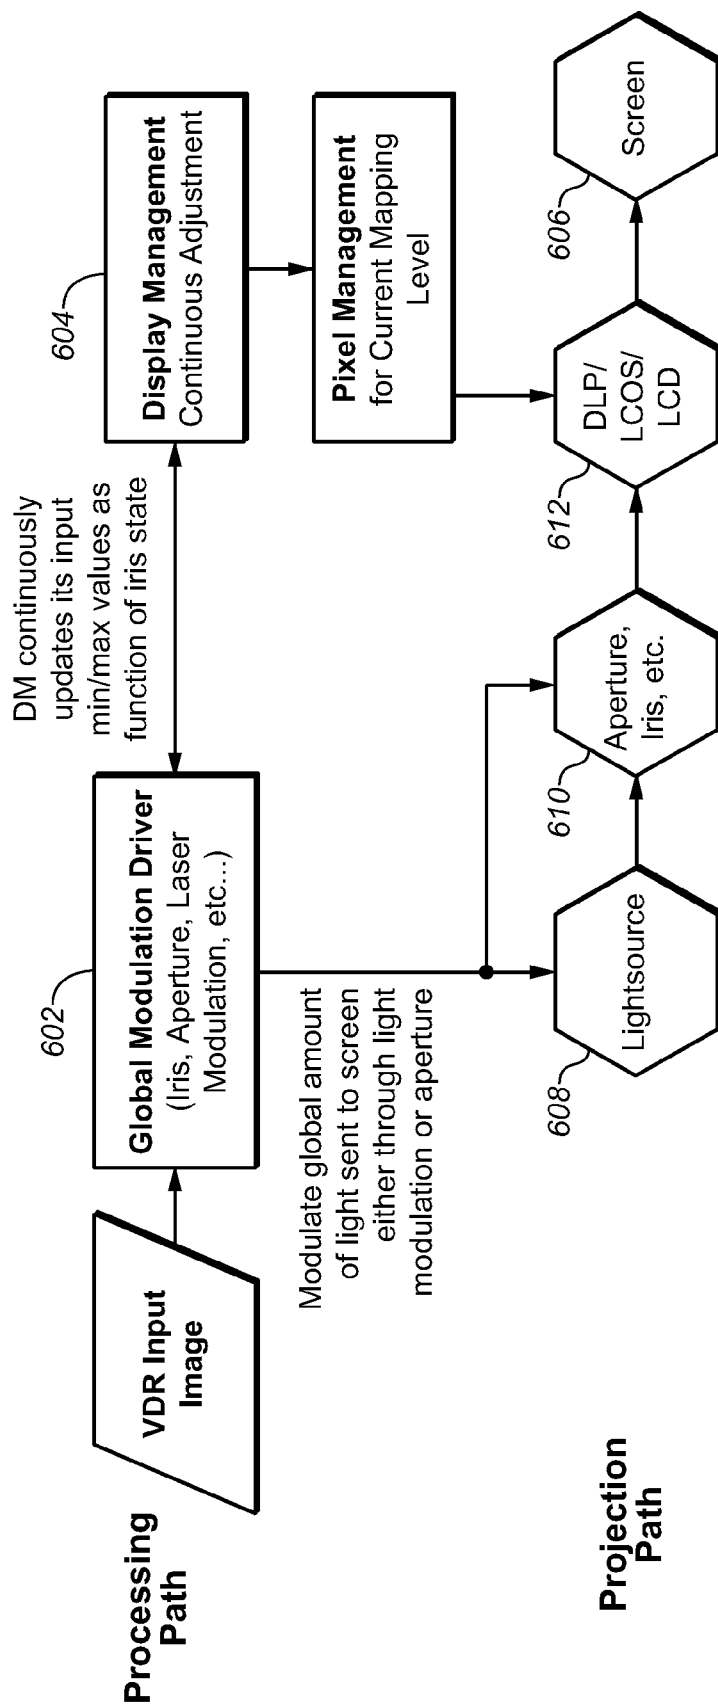 Processing
Path
VDR Input
Image
602
Global Modulation Driver
(Iris, Aperture, Laser
Modulation, etc...)
DM continuously
updates its input
min/max values as
function of iris state
604
Display Management
Continuous Adjustment
Pixel Management
for Current Mapping
Level
Modulate global amount
of light sent to screen
either through light
modulation or aperture
Projection
Path
608
Lightsource
610
Aperture,
Iris, etc.
612
DLP/
LCOS/
LCD
606
Screen